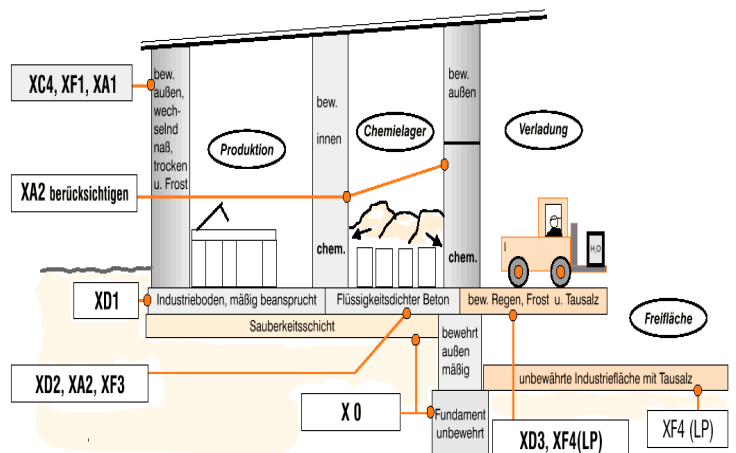 XC4, XF1, XA1
bew.
außen,
wech-
selnd
naß,
trocken
u. Frost
Produktion
bew.
innen
chem.
Chemielager
bew.
außen
chem.
Verladung
H₂O
XA2 berücksichtigen
XD1
Industrieboden, mäßig beansprucht
Flüssigkeitsdichter Beton
bew. Regen, Frost u. Tausalz
Sauberkeitsschicht
Freifläche
bewehrt
außen
mäßig
unbewährte Industriefläche mit Tausalz
XD2, XA2, XF3
X 0
Fundament
unbewehrt
XD3, XF4(LP)
XF4 (LP)